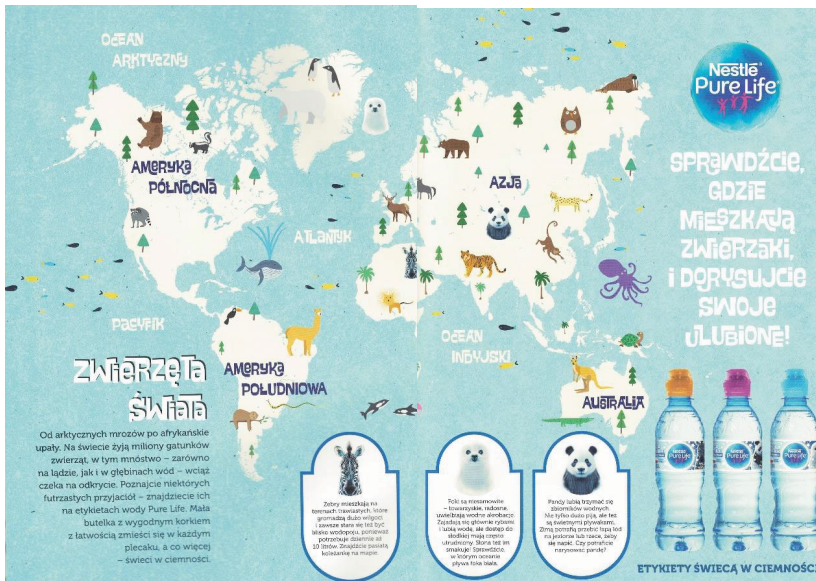 OCEAN
ARKTYCZNY
AMERYKA
PÓŁNOCNA
AZJA
ATLANTYK
PACYFIK
OCEAN
INDYJSKI
AMERYKA
POŁUDNIOWA
AUSTRALIA
ZWIERZĘTA
ŚWIATA
Od arktycznych mrozów po afrykańskie
upały. Na świecie żyją miliony gatunków
zwierząt, w tym mnóstwo – zarówno
na lądzie, jak i w głębinach wód – wciąż
czeka na odkrycie. Poznajcie niektórych
futrzastych przyjaciół – znajdziecie ich
na etykietach wody Pure Life. Mała
butelka z wygodnym korkiem
z łatwością zmieści się w każdym
plecaku, a co więcej
– świeci w ciemności.
Zebry mieszkają na
terenach trawiastych, które
gromadzą dużo wilgoci
i zawsze stara się też być
blisko wodopoju, ponieważ
potrzebuje dziennie aż
10 litrów. Znajdźcie pasiastą
koleżankę na mapie.
Foki są niesamowite
– towarzyskie, radosne,
uwielbiają wodne akrobacje.
Zajadają się głównie rybami
i lubią wodę, ale dostęp do
słodkiej mają często
utrudniony. Słona też im
smakuje! Sprawdźcie,
w którym oceanie
pływa foka biała.
Pandy lubią trzymać się
zbiorników wodnych.
Nie tylko dużo piją, ale też
są świetnymi pływakami.
Zimą potrafią przebić łapą lód
na jeziorze lub rzece, żeby
się napić. Czy potraficie
narysować pandę?
Nestlé
Pure Life
SPRAWDŹCIE,
GDZIE
MIESZKAJĄ
ZWIERZAKI,
I DORYSUJCIE
SWOJE
ULUBIONE!
Pure Life
Pure Life
Pure Life
ETYKIETY ŚWIECĄ W CIEMNOŚCI